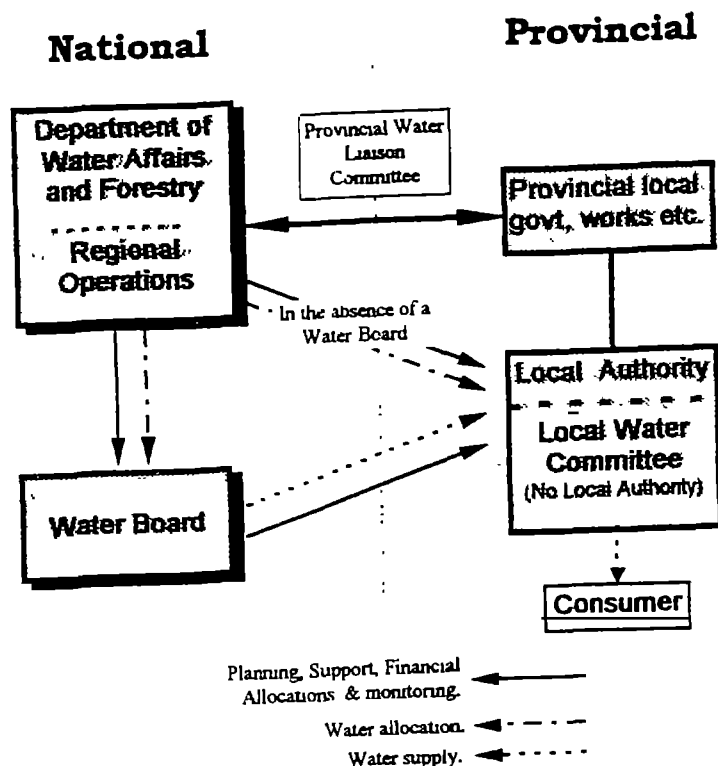 National
Provincial
Department of
Water Affairs
and Forestry
Regional
Operations
Provincial Water
Liaison
Committee
Provincial local
govt, works etc.
In the absence of a
Water Board
Local Authority
Local Water
Committee
(No Local Authority)
Water Board
Consumer
Planning, Support, Financial
Allocations & monitoring.
Water allocation.
Water supply.